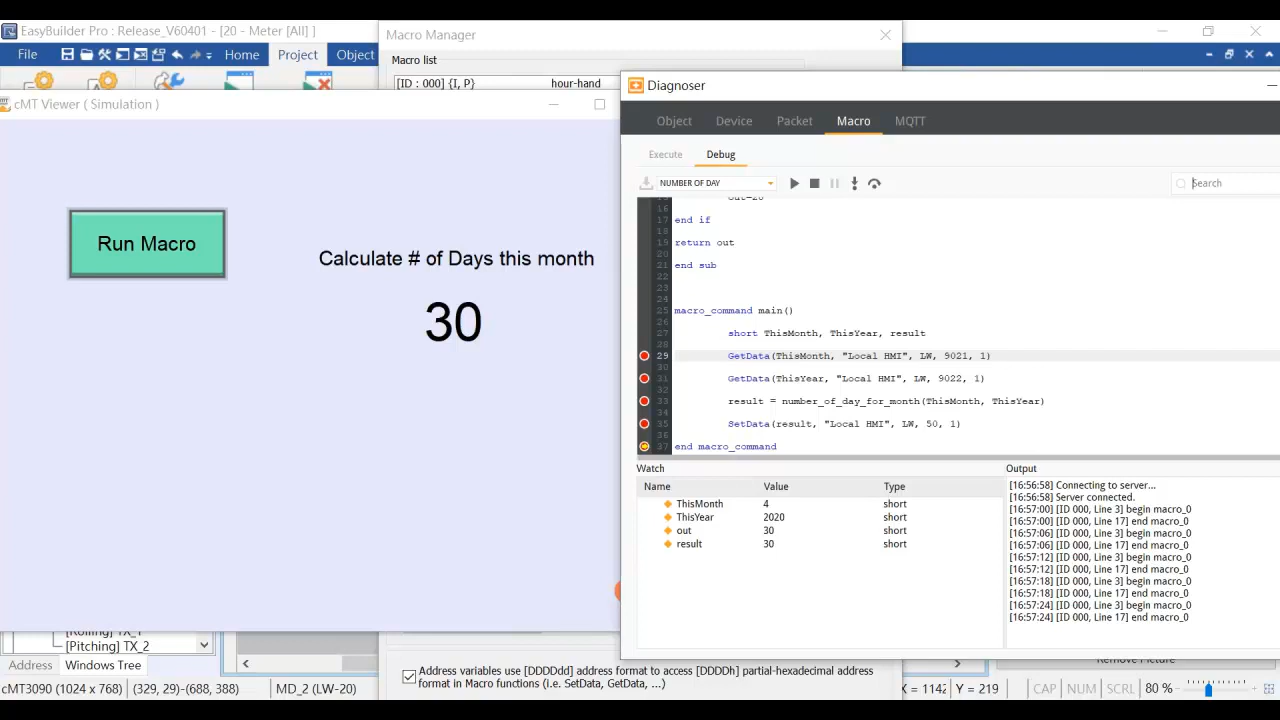 EasyBuilder Pro : Release_V60401 - [20 - Meter [All] ]
File Home Project Object
Macro Manager
Macro list
[ID : 000] {I, P} hour-hand
cMT Viewer ( Simulation )
Run Macro
Calculate # of Days this month
30
Diagnoser
Object Device Packet Macro MQTT
Execute Debug
NUMBER OF DAY
Search
16
17 end if
18
19 return out
20
21 end sub
22
23
24
25 macro_command main()
26
27 short ThisMonth, ThisYear, result
28
29 GetData(ThisMonth, "Local HMI", LW, 9021, 1)
30
31 GetData(ThisYear, "Local HMI", LW, 9022, 1)
32
33 result = number_of_day_for_month(ThisMonth, ThisYear)
34
35 SetData(result, "Local HMI", LW, 50, 1)
36
37 end macro_command
Watch
Name Value Type
ThisMonth 4 short
ThisYear 2020 short
out 30 short
result 30 short
Output
[16:56:58] Connecting to server...
[16:56:58] Server connected.
[16:57:00] [ID 000, Line 3] begin macro_0
[16:57:00] [ID 000, Line 17] end macro_0
[16:57:06] [ID 000, Line 3] begin macro_0
[16:57:06] [ID 000, Line 17] end macro_0
[16:57:12] [ID 000, Line 3] begin macro_0
[16:57:12] [ID 000, Line 17] end macro_0
[16:57:18] [ID 000, Line 3] begin macro_0
[16:57:18] [ID 000, Line 17] end macro_0
[16:57:24] [ID 000, Line 3] begin macro_0
[16:57:24] [ID 000, Line 17] end macro_0
[Rolling] TX_1
[Pitching] TX_2
Address Windows Tree
Address variables use [DDDDdd] address format to access [DDDDh] partial-hexadecimal address
format in Macro functions (i.e. SetData, GetData, ...)
Remove Picture
cMT3090 (1024 x 768) (329, 29)-(688, 388) MD_2 (LW-20)
X = 1142 Y = 219 CAP NUM SCRL 80 %